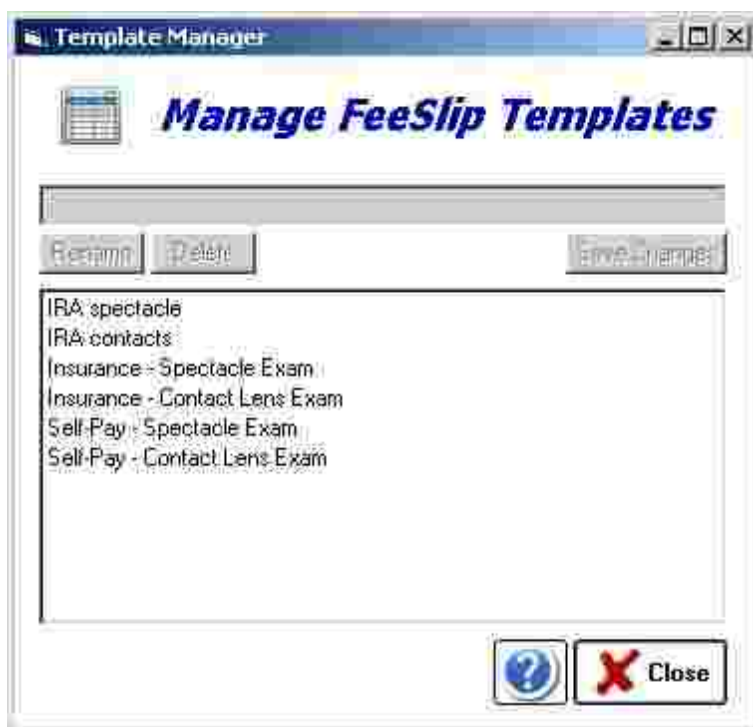 Template Manager
Manage FeeSlip Templates
Rename Delete Save Changes
IRA spectacle
IRA contacts
Insurance - Spectacle Exam
Insurance - Contact Lens Exam
Self-Pay - Spectacle Exam
Self-Pay - Contact Lens Exam
? Close